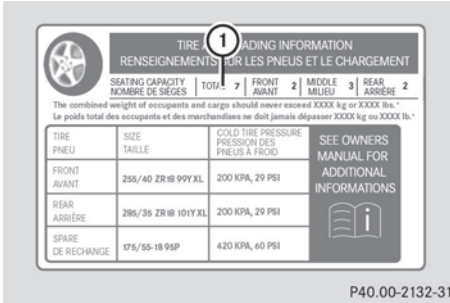 1
TIRE AND LOADING INFORMATION
RENSEIGNEMENTS SUR LES PNEUS ET LE CHARGEMENT
SEATING CAPACITY TOTAL 7 FRONT 2 MIDDLE 3 REAR 2
NOMBRE DE SIÈGES AVANT MILIEU ARRIÈRE
The combined weight of occupants and cargo should never exceed XXXX kg or XXXX lbs.*
Le poids total des occupants et des marchandises ne doit jamais dépasser XXXX kg ou XXXX lb.*
TIRE SIZE COLD TIRE PRESSURE
PNEU TAILLE PRESSION DES
PNEUS À FROID
FRONT
AVANT 255/40 ZR 18 99Y XL 200 KPA, 29 PSI
REAR
ARRIÈRE 285/35 ZR 18 101Y XL 200 KPA, 29 PSI
SPARE
DE RECHANGE 175/55-18 95P 420 KPA, 60 PSI
SEE OWNERS
MANUAL FOR
ADDITIONAL
INFORMATIONS
i
P40.00-2132-31